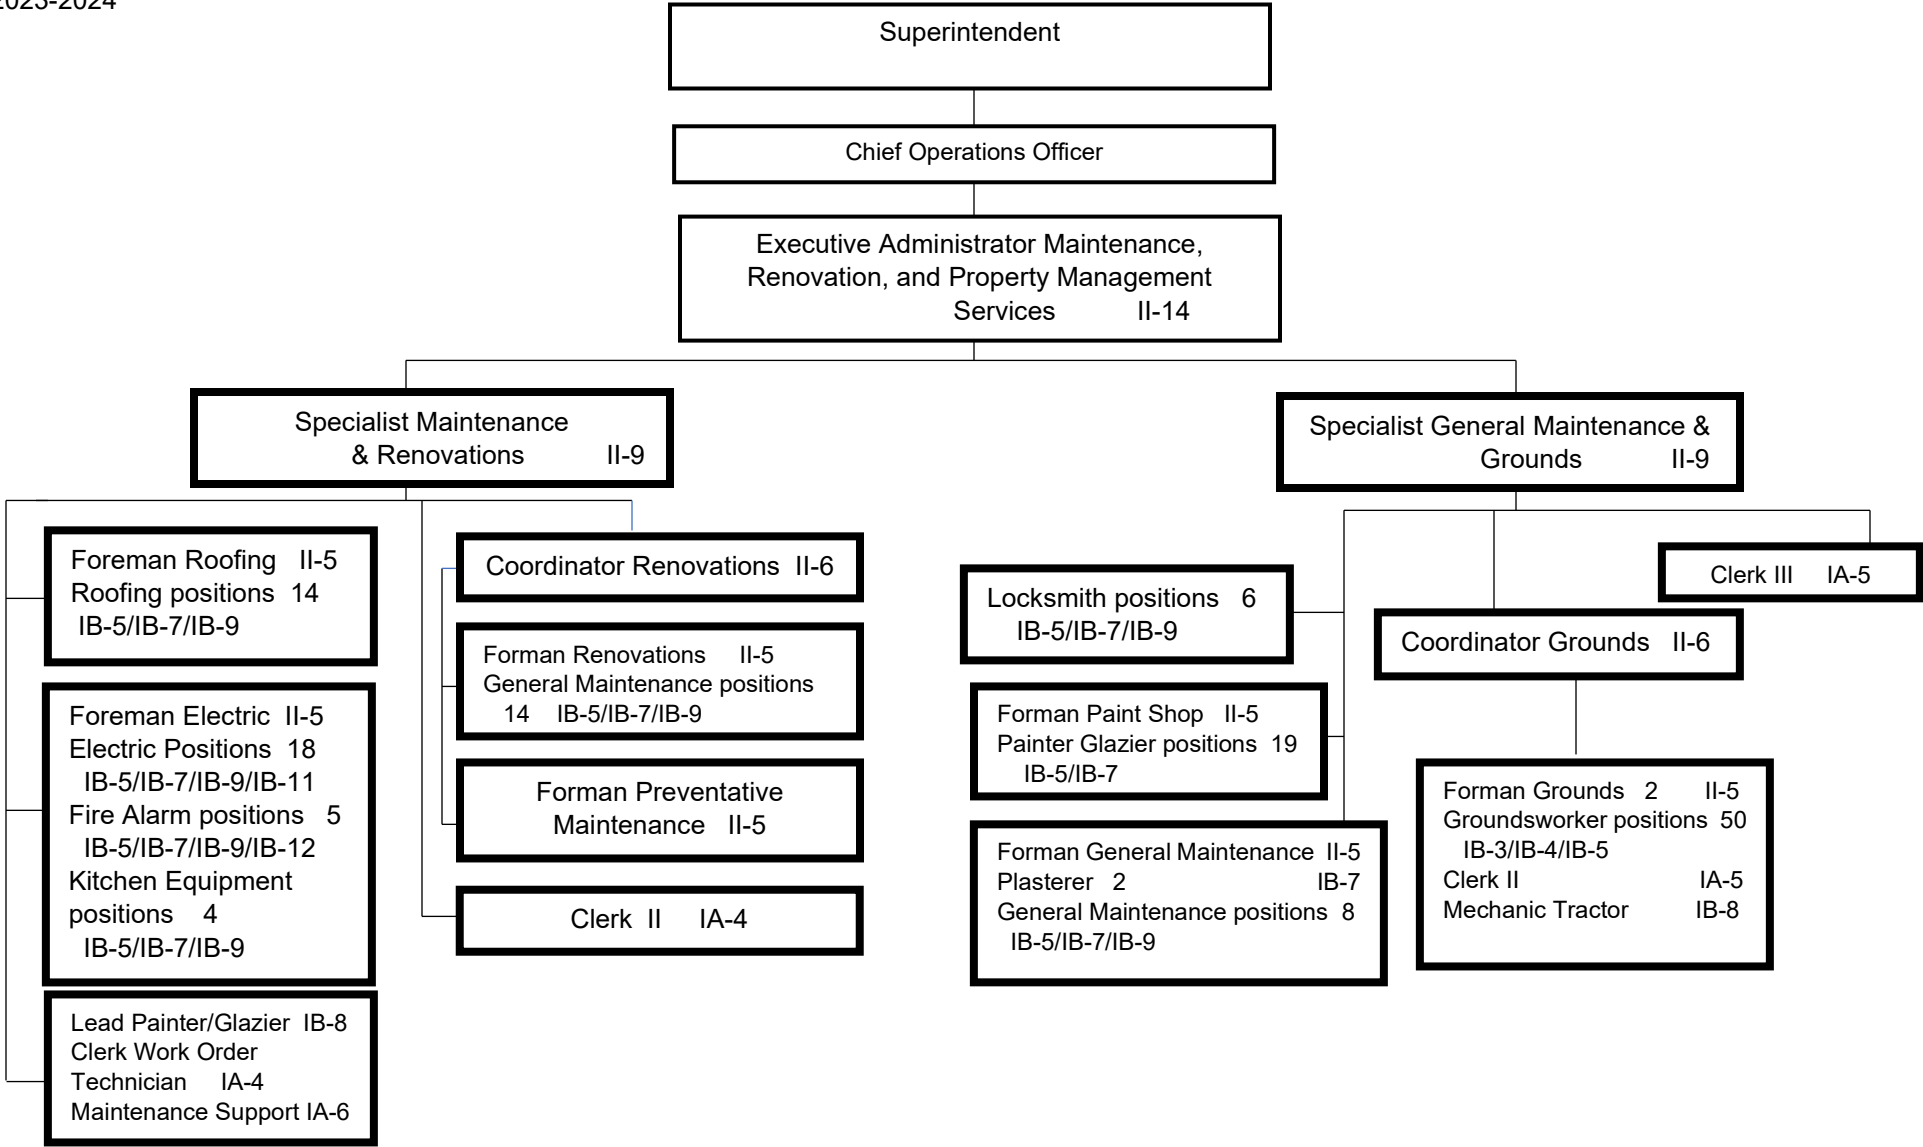 2023-2024
Superintendent
Chief Operations Officer
Executive Administrator Maintenance,
Renovation, and Property Management
Services II-14
Specialist Maintenance
& Renovations II-9
Specialist General Maintenance &
Grounds II-9
Foreman Roofing II-5
Roofing positions 14
IB-5/IB-7/IB-9
Foreman Electric II-5
Electric Positions 18
IB-5/IB-7/IB-9/IB-11
Fire Alarm positions 5
IB-5/IB-7/IB-9/IB-12
Kitchen Equipment
positions 4
IB-5/IB-7/IB-9
Lead Painter/Glazier IB-8
Clerk Work Order
Technician IA-4
Maintenance Support IA-6
Coordinator Renovations II-6
Forman Renovations II-5
General Maintenance positions
14 IB-5/IB-7/IB-9
Forman Preventative
Maintenance II-5
Clerk II IA-4
Locksmith positions 6
IB-5/IB-7/IB-9
Forman Paint Shop II-5
Painter Glazier positions 19
IB-5/IB-7
Forman General Maintenance II-5
Plasterer 2 IB-7
General Maintenance positions 8
IB-5/IB-7/IB-9
Clerk III IA-5
Coordinator Grounds II-6
Forman Grounds 2 II-5
Groundsworker positions 50
IB-3/IB-4/IB-5
Clerk II IA-5
Mechanic Tractor IB-8